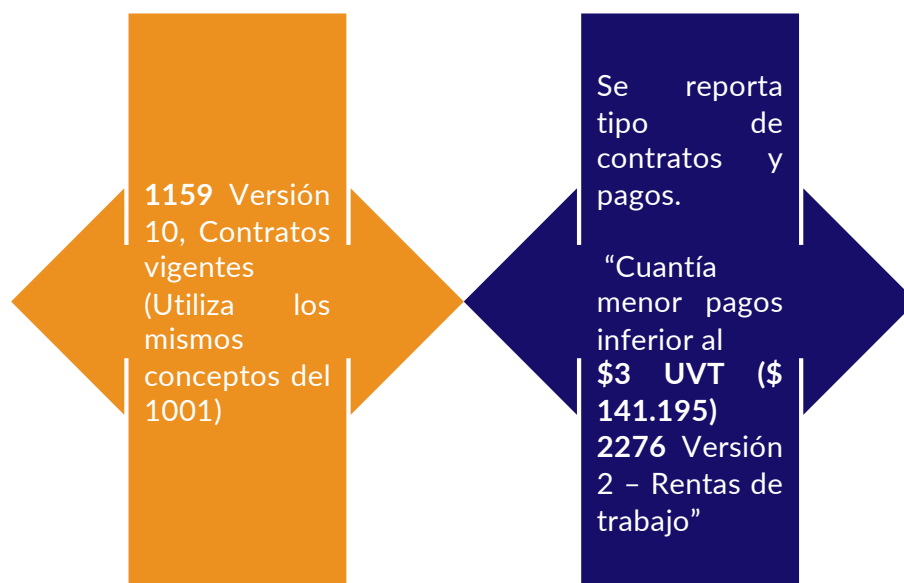 1159 Versión
10, Contratos
vigentes
(Utiliza los
mismos
conceptos del
1001)
Se reporta
tipo de
contratos y
pagos.
“Cuantía
menor pagos
inferior al
$3 UVT ($
141.195)
2276 Versión
2 – Rentas de
trabajo”